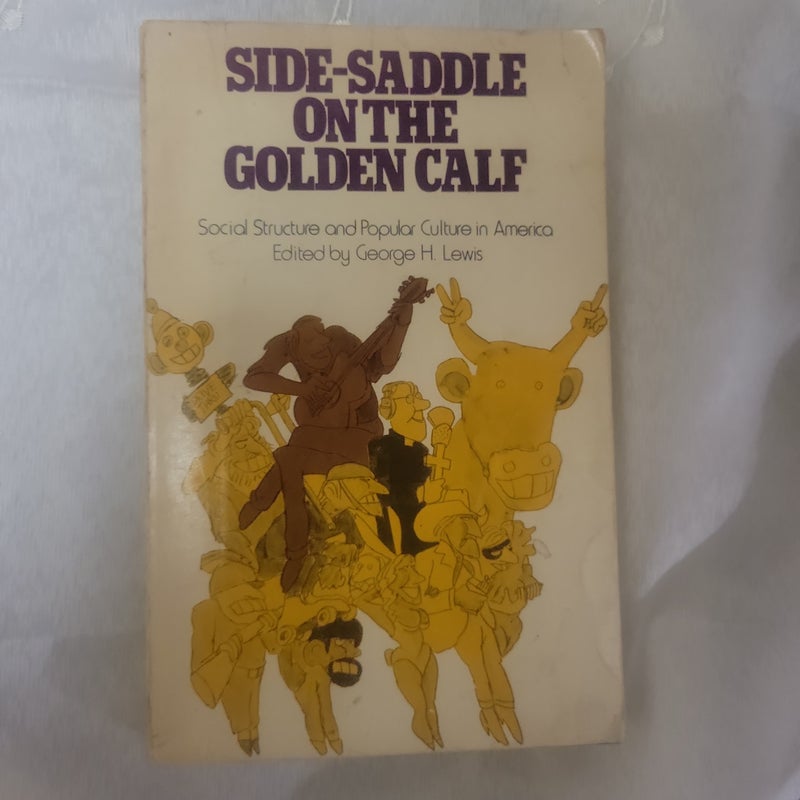 SIDE-SADDLE
ON THE
GOLDEN CALF
Social Structure and Popular Culture in America
Edited by George H. Lewis